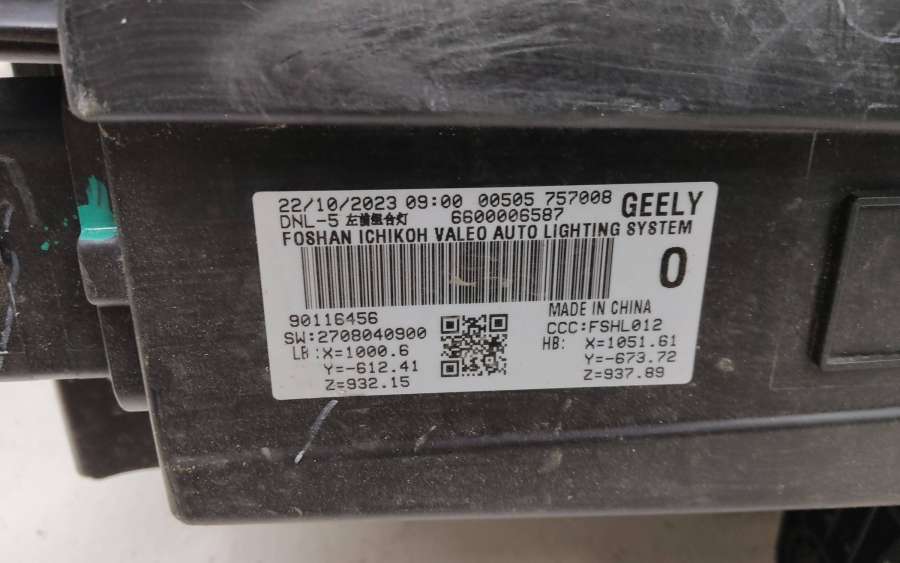 22/10/2023 09:00 00505 757008
GEELY
DNL-5 左前组合灯 6600006587
FOSHAN ICHIKOH VALEO AUTO LIGHTING SYSTEM
0
90116456
MADE IN CHINA
SW:2708040900
CCC:FSHL012
LB:X=1000.6
HB: X=1051.61
Y=-612.41
Y=-673.72
Z=932.15
Z=937.89